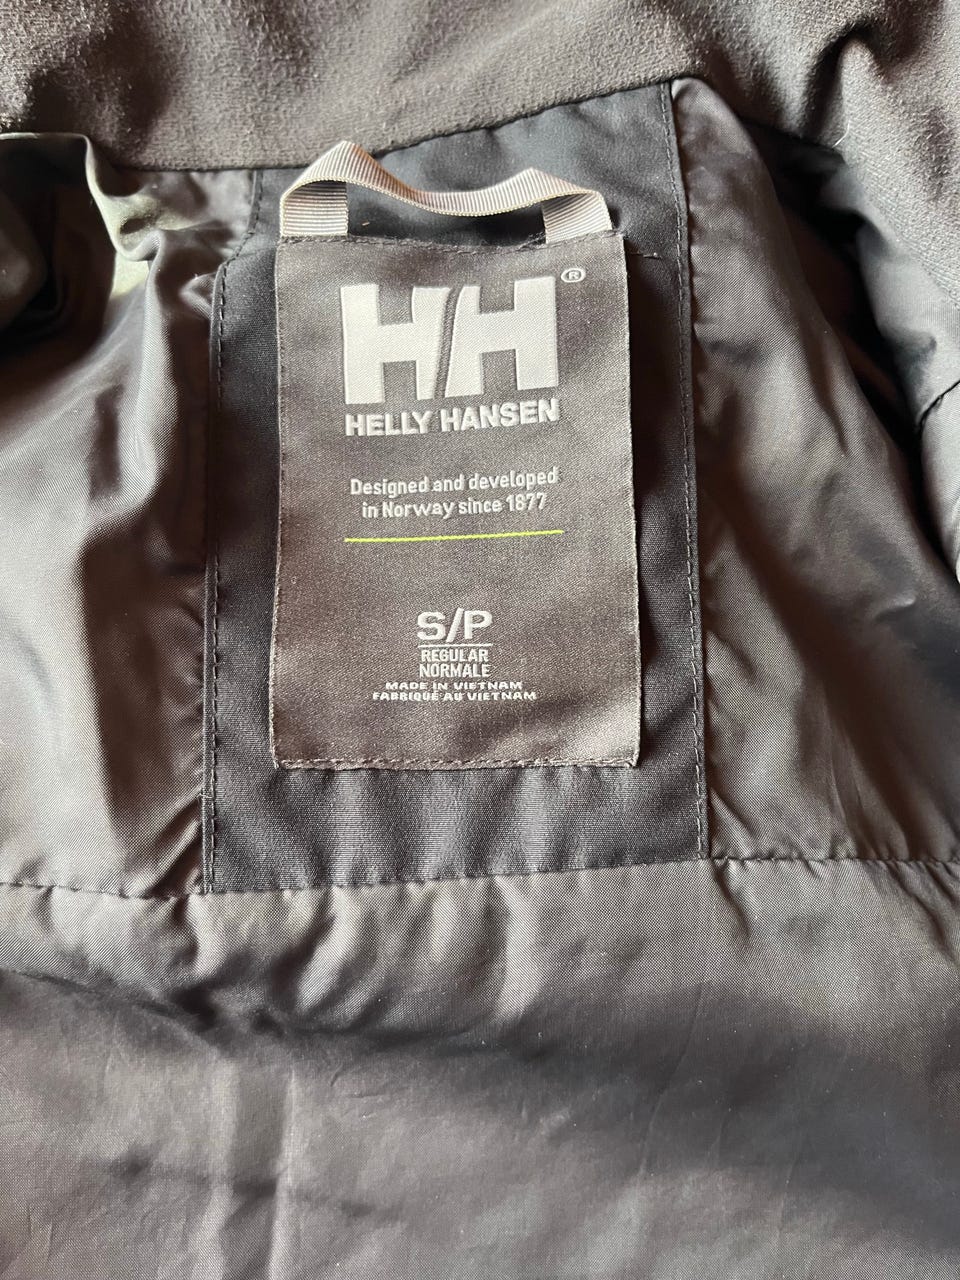 HH®
HELLY HANSEN
Designed and developed
in Norway since 1877
S/P
REGULAR
NORMALE
MADE IN VIETNAM
FABRIQUÉ AU VIETNAM